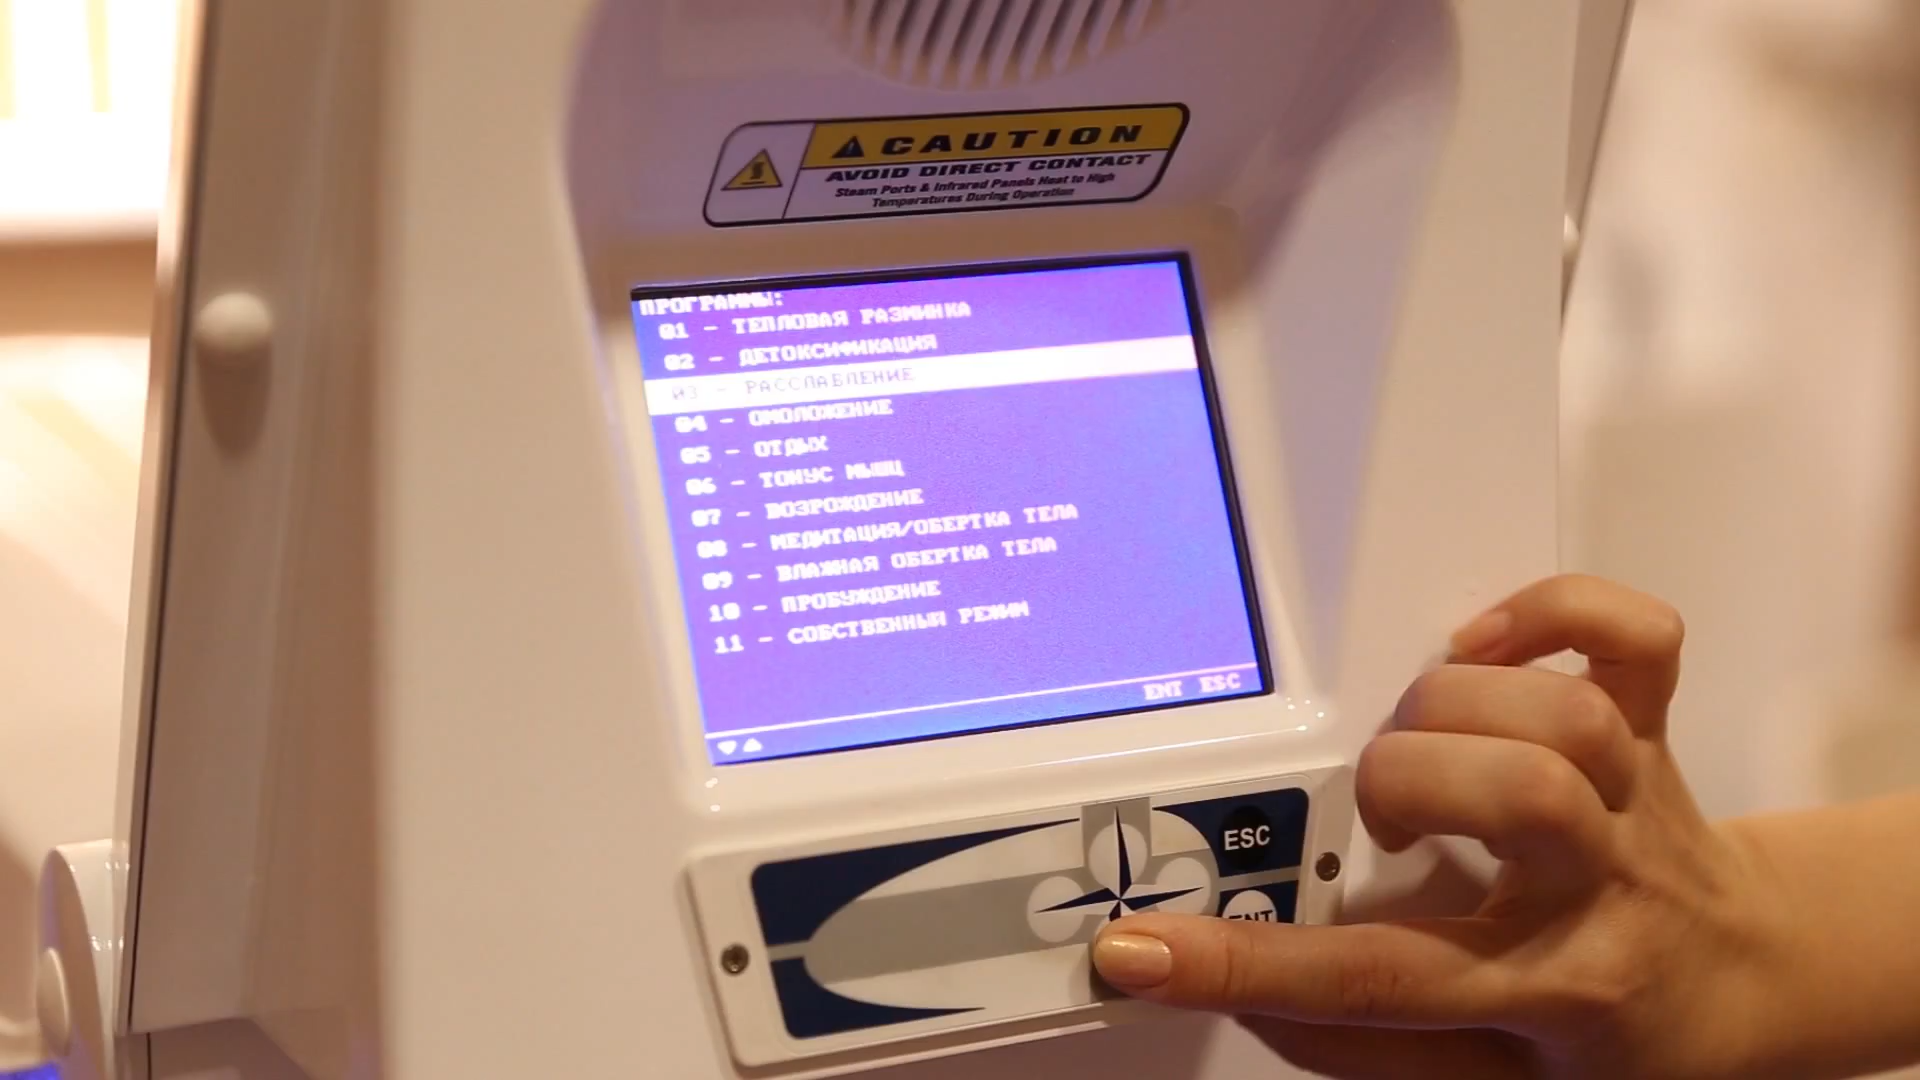 CAUTION
AVOID DIRECT CONTACT
Steam Ports & Infrared Panels Heat to High
Temperatures During Operation
ПРОГРАММЫ:
01 - ТЕПЛОВАЯ РАЗМИНКА
02 - ДЕТОКСИФИКАЦИЯ
03 - РАССЛАБЛЕНИЕ
04 - ОМОЛОЖЕНИЕ
05 - ОТДЫХ
06 - ТОНУС МЫШЦ
07 - ВОЗРОЖДЕНИЕ
08 - МЕДИТАЦИЯ/ОБЕРТКА ТЕЛА
09 - ВЛАЖНАЯ ОБЕРТКА ТЕЛА
10 - ПРОБУЖДЕНИЕ
11 - СОБСТВЕННЫЙ РЕЖИМ
ENT ESC
ESC
ENT